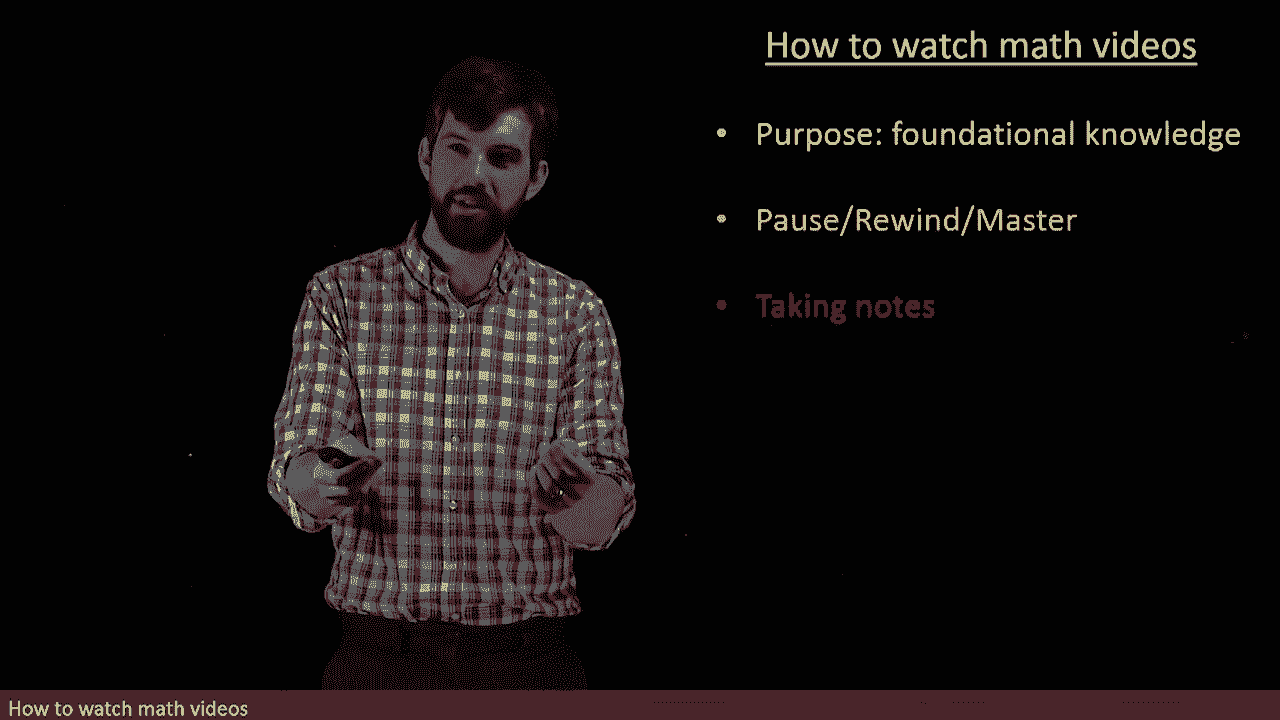 How to watch math videos
• Purpose: foundational knowledge
• Pause/Rewind/Master
• Taking notes
How to watch math videos